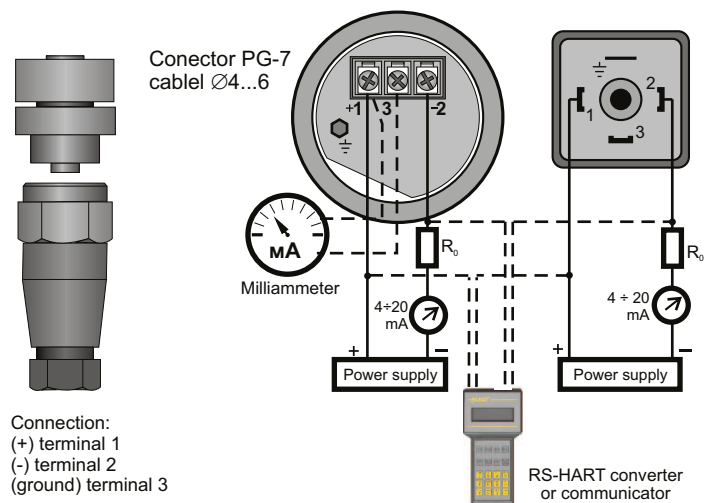 Conector PG-7
cablel ∅4...6
+1 3 -2
2
1
3
мА
Milliammeter
R₀
R₀
4÷20
mA
4 ÷ 20
mA
+ −
Power supply
+ −
Power supply
Connection:
(+) terminal 1
(-) terminal 2
(ground) terminal 3
RS-HART converter
or communicator